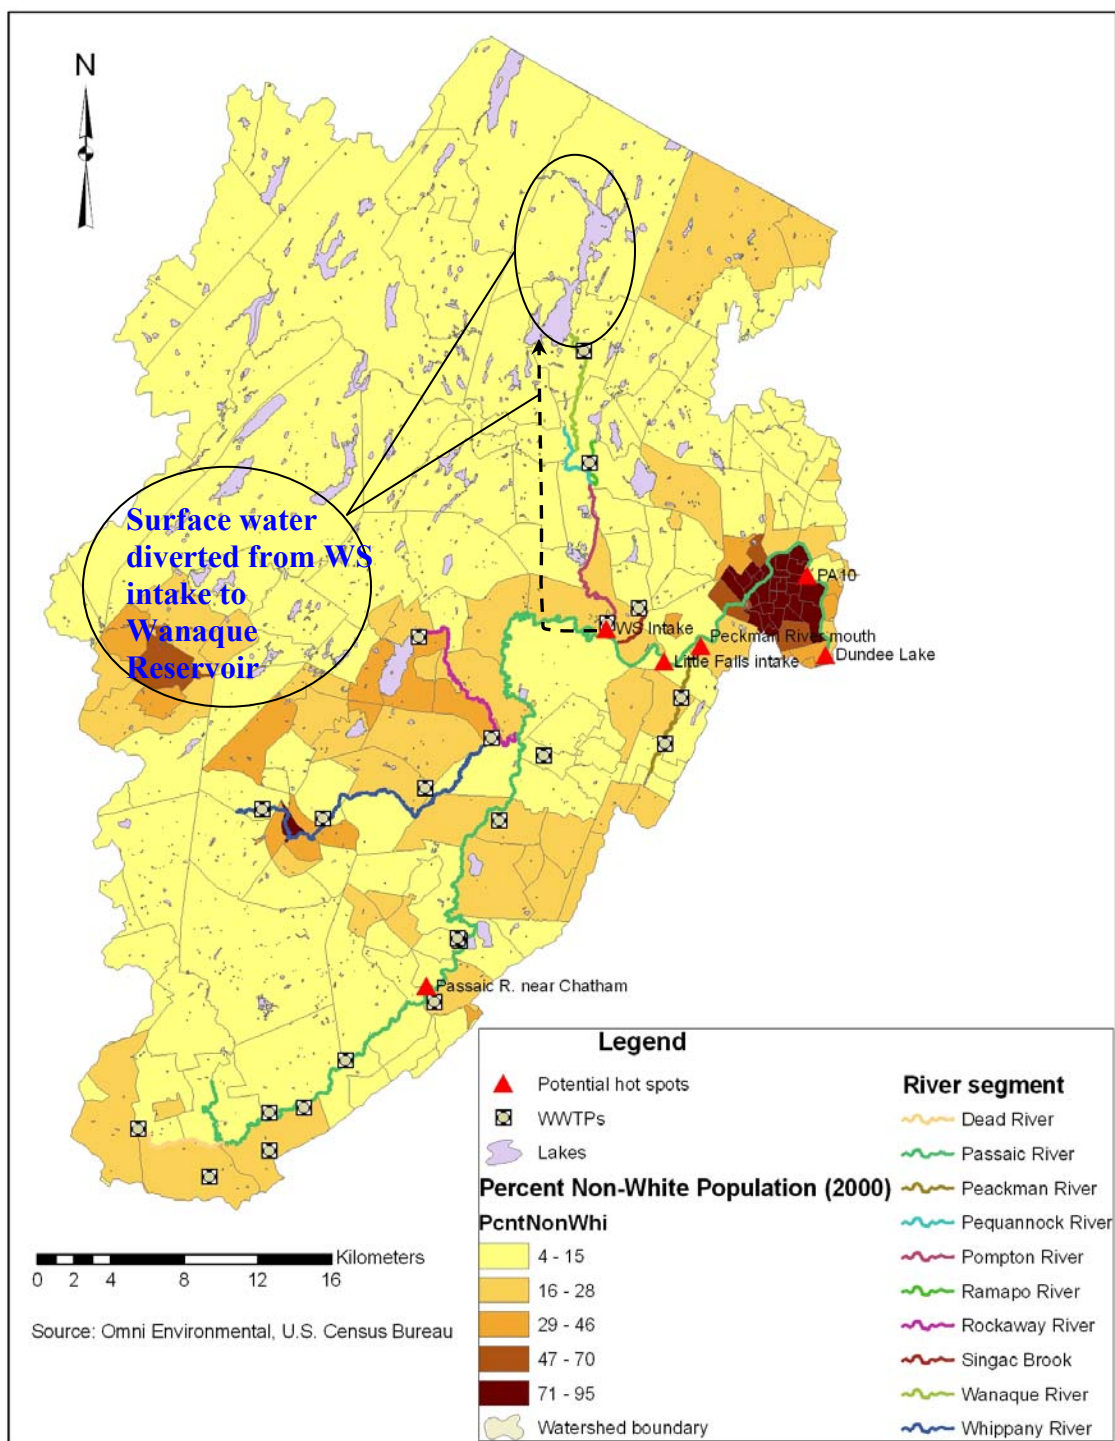 N
Surface water
diverted from WS
intake to
Wanaque
Reservoir
PA10
WS Intake
Peckman River mouth
Little Falls intake
Dundee Lake
Passaic R. near Chatham
Legend
Potential hot spots
WWTPs
Lakes
Percent Non-White Population (2000)
PcntNonWhi
4 - 15
16 - 28
29 - 46
47 - 70
71 - 95
Watershed boundary
River segment
Dead River
Passaic River
Peackman River
Pequannock River
Pompton River
Ramapo River
Rockaway River
Singac Brook
Wanaque River
Whippany River
Kilometers
0 2 4 8 12 16
Source: Omni Environmental, U.S. Census Bureau